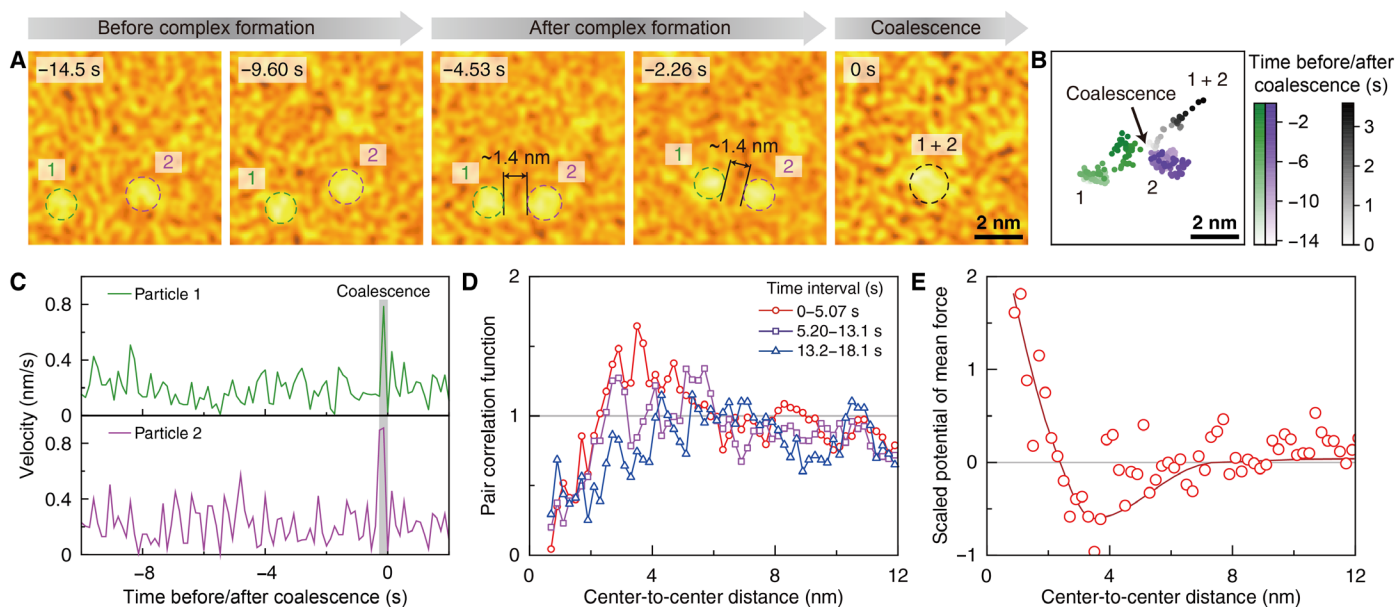 Before complex formation
After complex formation
Coalescence
A
−14.5 s
1
2
−9.60 s
1
2
−4.53 s
~1.4 nm
1
2
−2.26 s
~1.4 nm
1
2
0 s
1 + 2
2 nm
B
Coalescence
1 + 2
1
2
2 nm
Time before/after
coalescence (s)
−2
−6
−10
−14
3
2
1
0
C
Particle 1
Coalescence
0.8
0.4
0
Particle 2
0.8
0.4
0
Velocity (nm/s)
−8
−4
0
Time before/after coalescence (s)
D
Time interval (s)
0–5.07 s
5.20–13.1 s
13.2–18.1 s
2
1
0
Pair correlation function
0
4
8
12
Center-to-center distance (nm)
E
2
1
0
−1
Scaled potential of mean force
0
4
8
12
Center-to-center distance (nm)